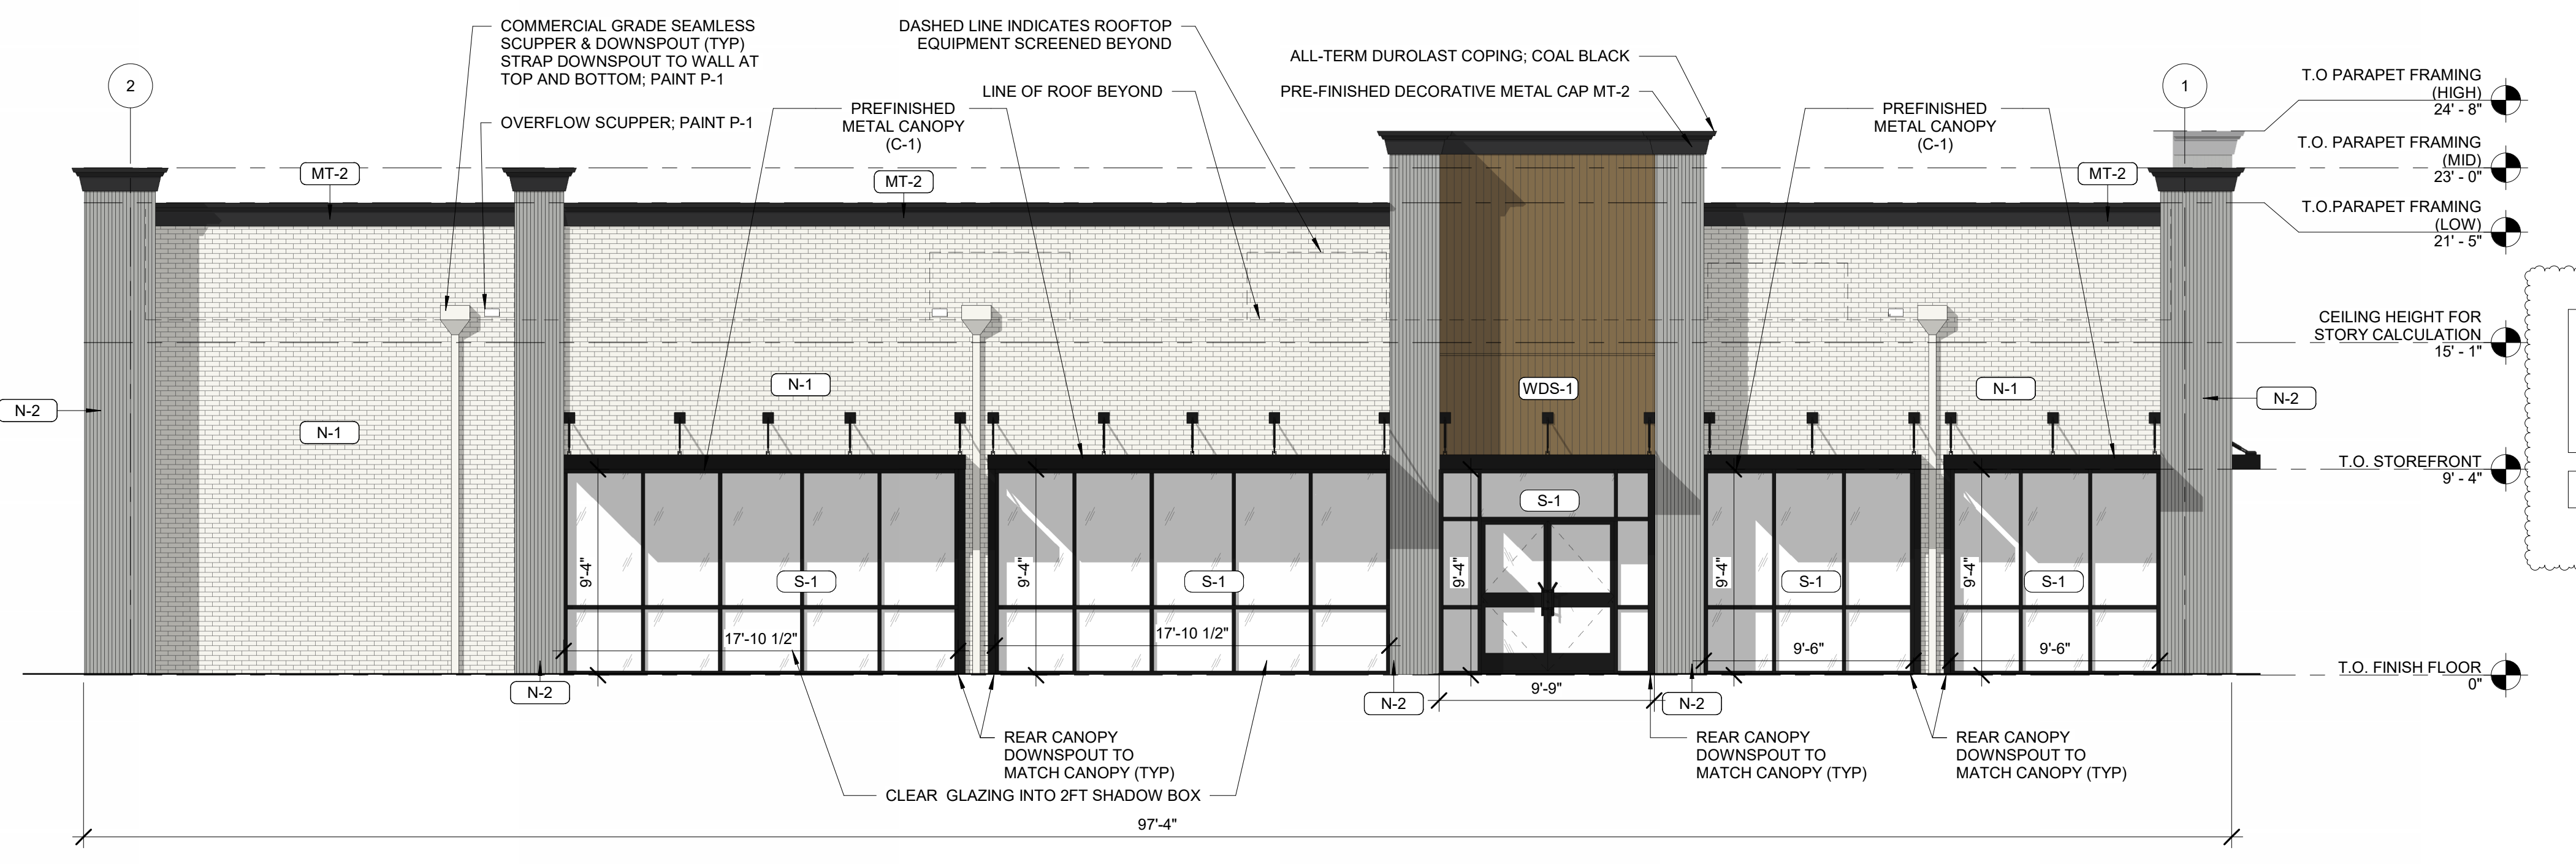 COMMERCIAL GRADE SEAMLESS
SCUPPER & DOWNSPOUT (TYP)
STRAP DOWNSPOUT TO WALL AT
TOP AND BOTTOM; PAINT P-1
OVERFLOW SCUPPER; PAINT P-1
DASHED LINE INDICATES ROOFTOP
EQUIPMENT SCREENED BEYOND
LINE OF ROOF BEYOND
PREFINISHED
METAL CANOPY
(C-1)
ALL-TERM DUROLAST COPING; COAL BLACK
PRE-FINISHED DECORATIVE METAL CAP MT-2
PREFINISHED
METAL CANOPY
(C-1)
2
1
T.O PARAPET FRAMING
(HIGH)
24' - 8"
T.O. PARAPET FRAMING
(MID)
23' - 0"
T.O.PARAPET FRAMING
(LOW)
21' - 5"
CEILING HEIGHT FOR
STORY CALCULATION
15' - 1"
T.O. STOREFRONT
9' - 4"
T.O. FINISH FLOOR
0"
MT-2
MT-2
MT-2
N-2
N-1
N-1
WDS-1
N-1
N-2
S-1
9'-4"
S-1
9'-4"
S-1
9'-4"
9'-4"
S-1
9'-4"
S-1
17'-10 1/2"
17'-10 1/2"
9'-6"
9'-6"
N-2
N-2
9'-9"
N-2
REAR CANOPY
DOWNSPOUT TO
MATCH CANOPY (TYP)
REAR CANOPY
DOWNSPOUT TO
MATCH CANOPY (TYP)
REAR CANOPY
DOWNSPOUT TO
MATCH CANOPY (TYP)
CLEAR GLAZING INTO 2FT SHADOW BOX
97'-4"